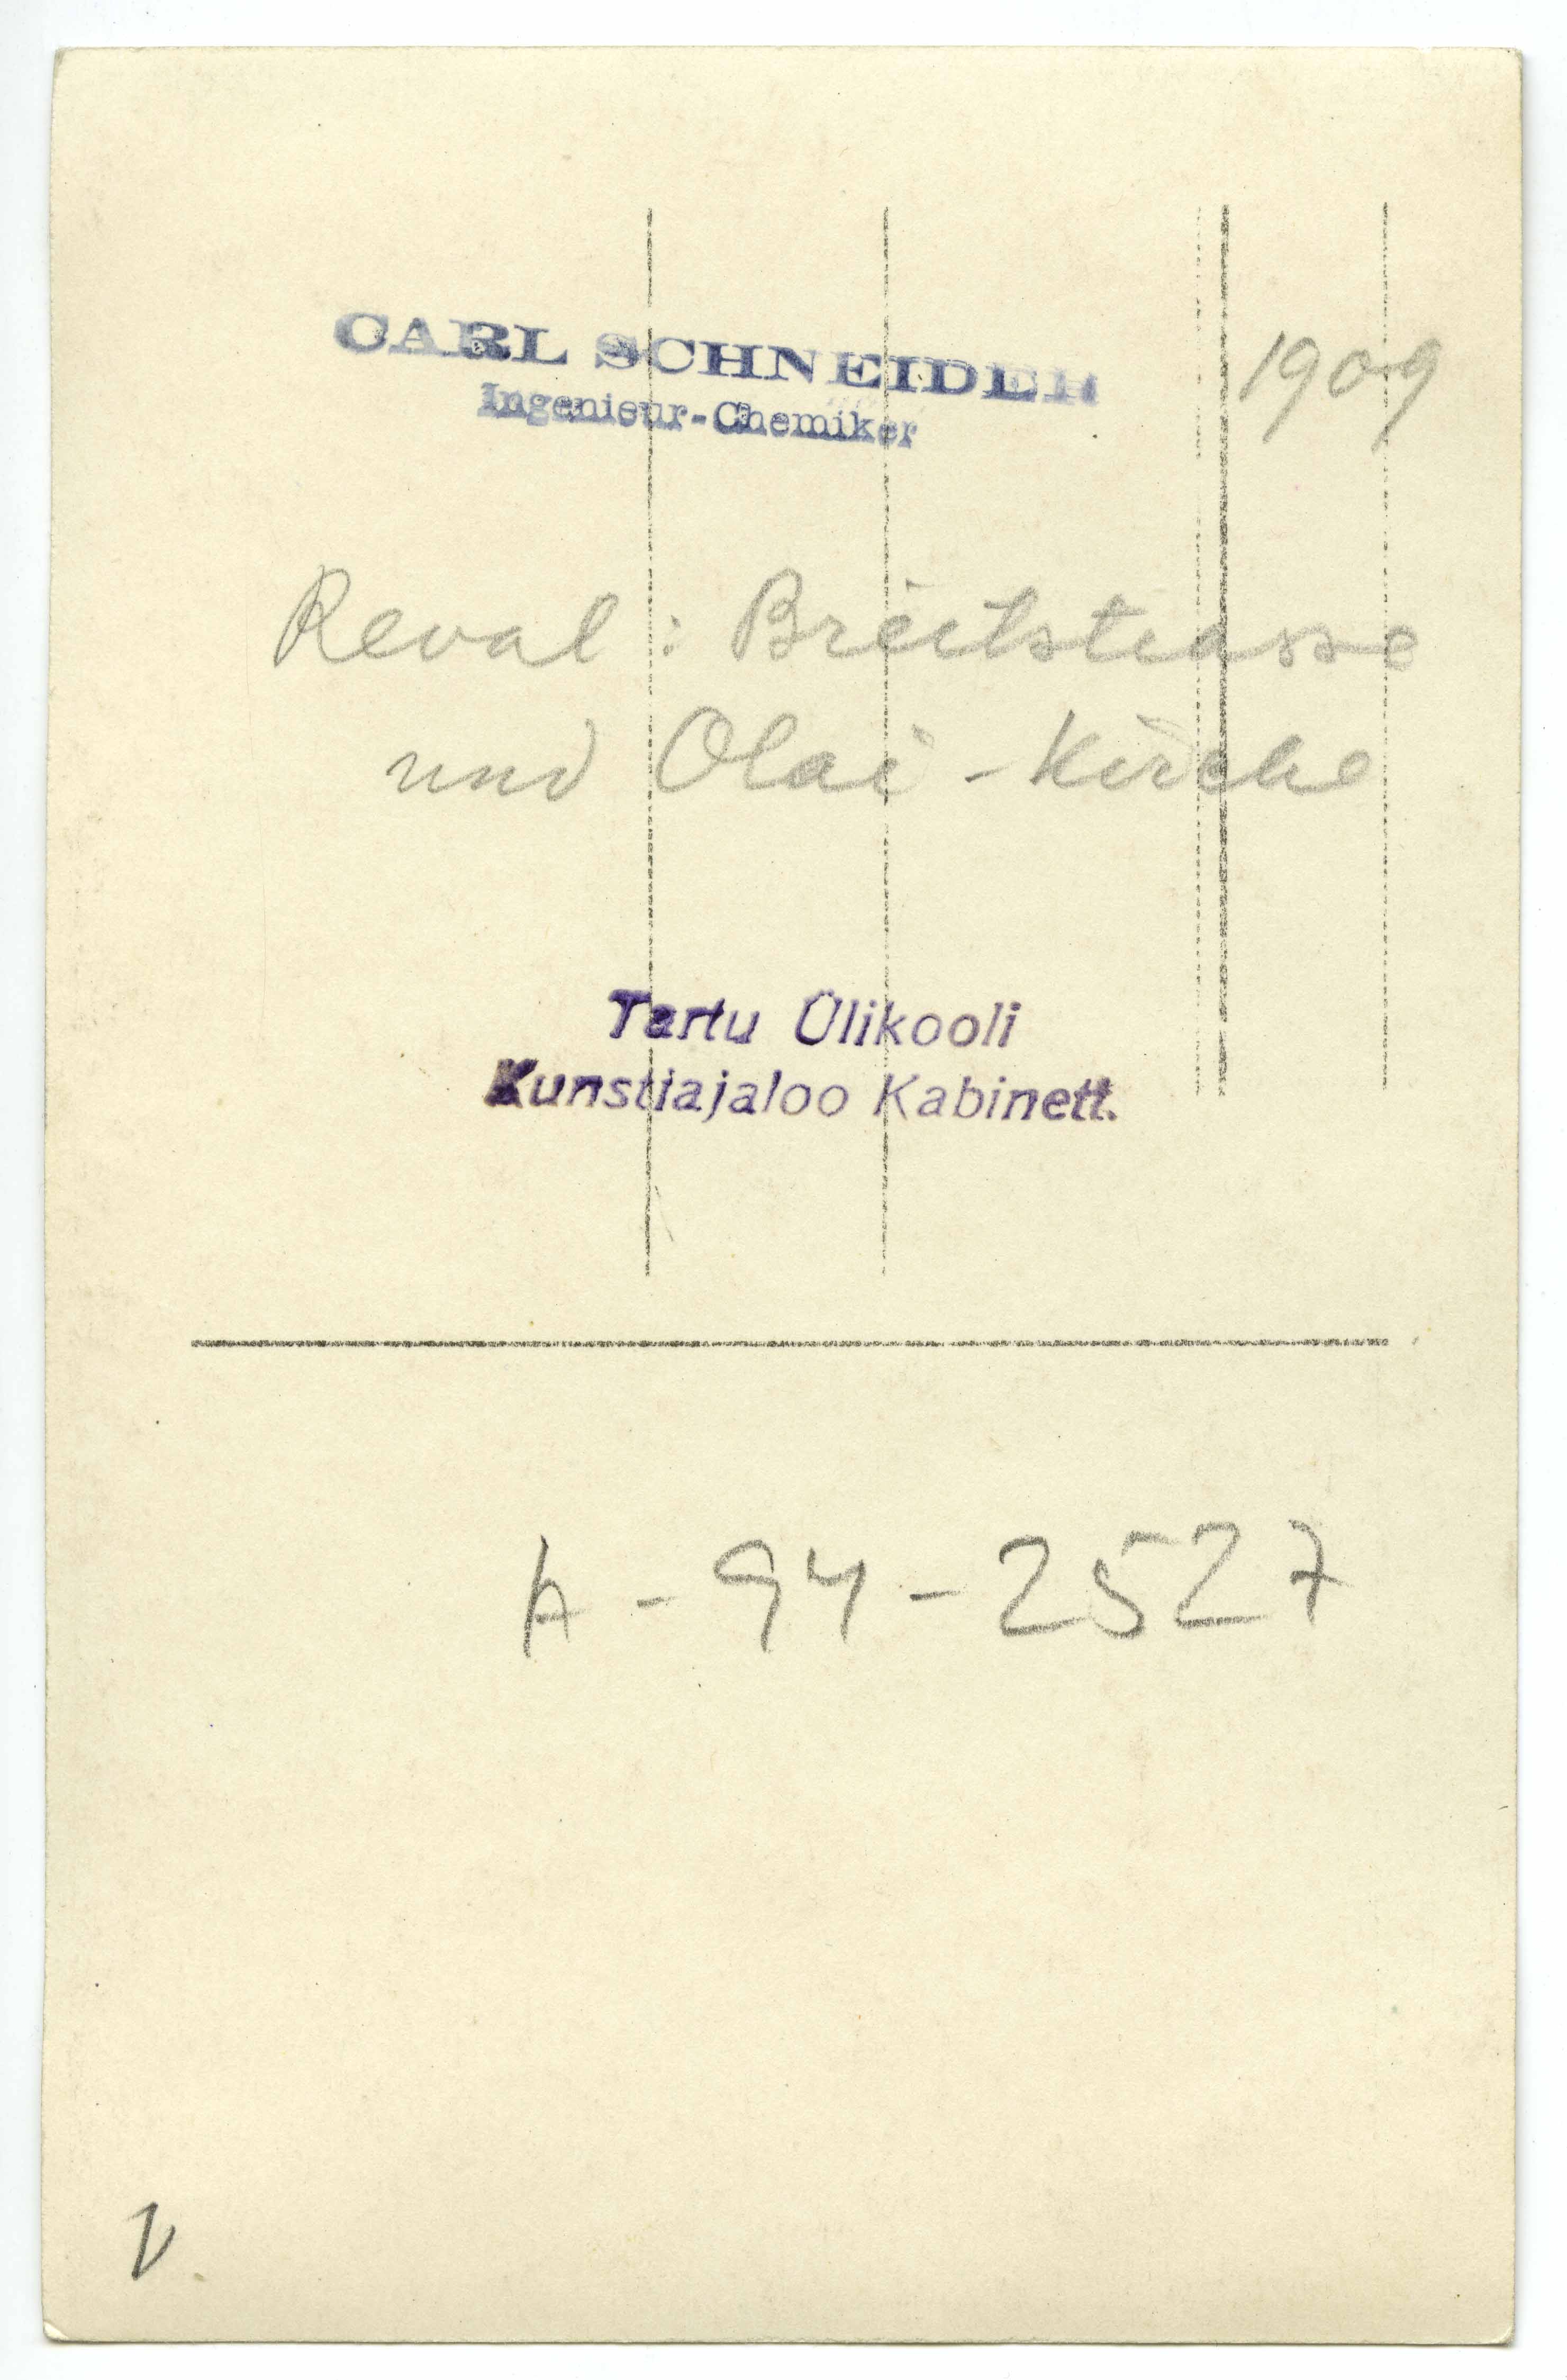 CARL SCHNEIDER
Ingenieur-Chemiker
1909
Reval: Breitstrasse
und Olai-Kirche
Tartu Ülikooli
Kunstiajaloo Kabinett.
A-94-2527
V